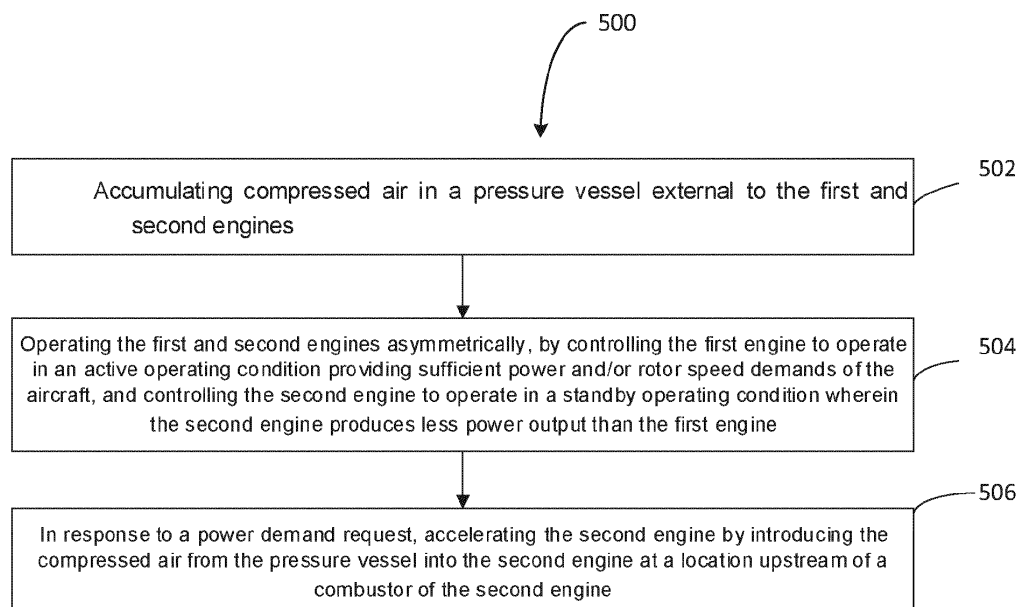 500
502
Accumulating compressed air in a pressure vessel external to the first and
second engines
504
Operating the first and second engines asymmetrically, by controlling the first engine to operate
in an active operating condition providing sufficient power and/or rotor speed demands of the
aircraft, and controlling the second engine to operate in a standby operating condition wherein
the second engine produces less power output than the first engine
506
In response to a power demand request, accelerating the second engine by introducing the
compressed air from the pressure vessel into the second engine at a location upstream of a
combustor of the second engine